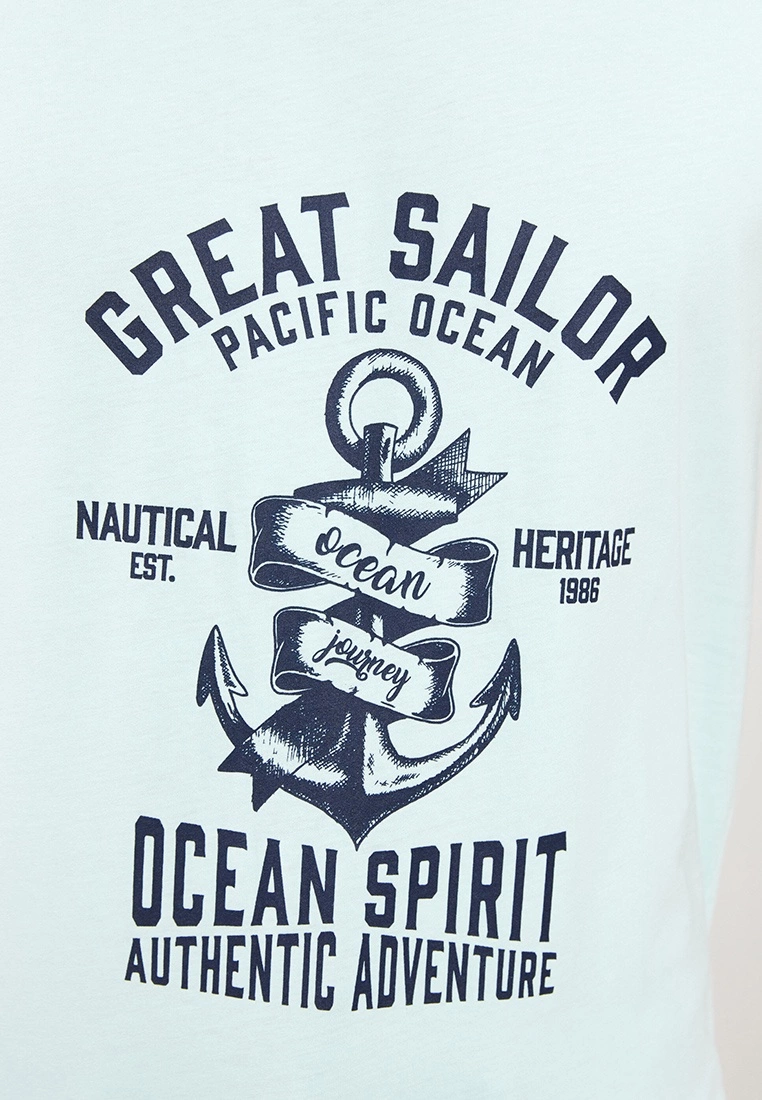 GREAT SAILOR
PACIFIC OCEAN
NAUTICAL
EST.
HERITAGE
1986
ocean
journey
OCEAN SPIRIT
AUTHENTIC ADVENTURE